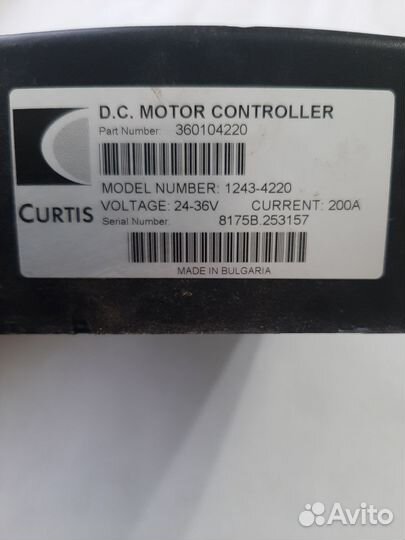 D.C. MOTOR CONTROLLER
Part Number: 360104220
MODEL NUMBER: 1243-4220
VOLTAGE: 24-36V CURRENT: 200A
CURTIS
Serial Number: 8175B.253157
MADE IN BULGARIA
Avito